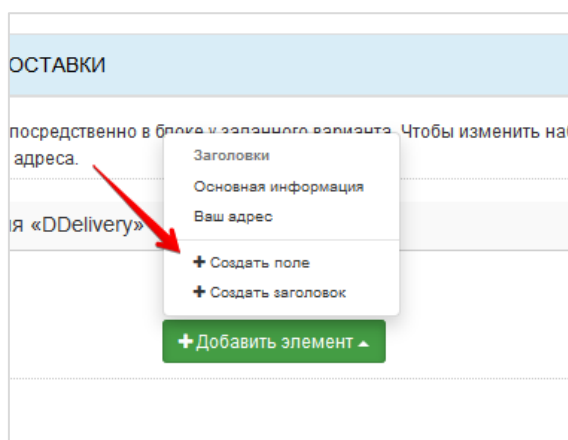 ОСТАВКИ
посредственно в блоке у заданного варианта. Чтобы изменить наб
адреса.
Заголовки
Основная информация
Ваш адрес
ия «DDelivery»
+ Создать поле
+ Создать заголовок
+ Добавить элемент